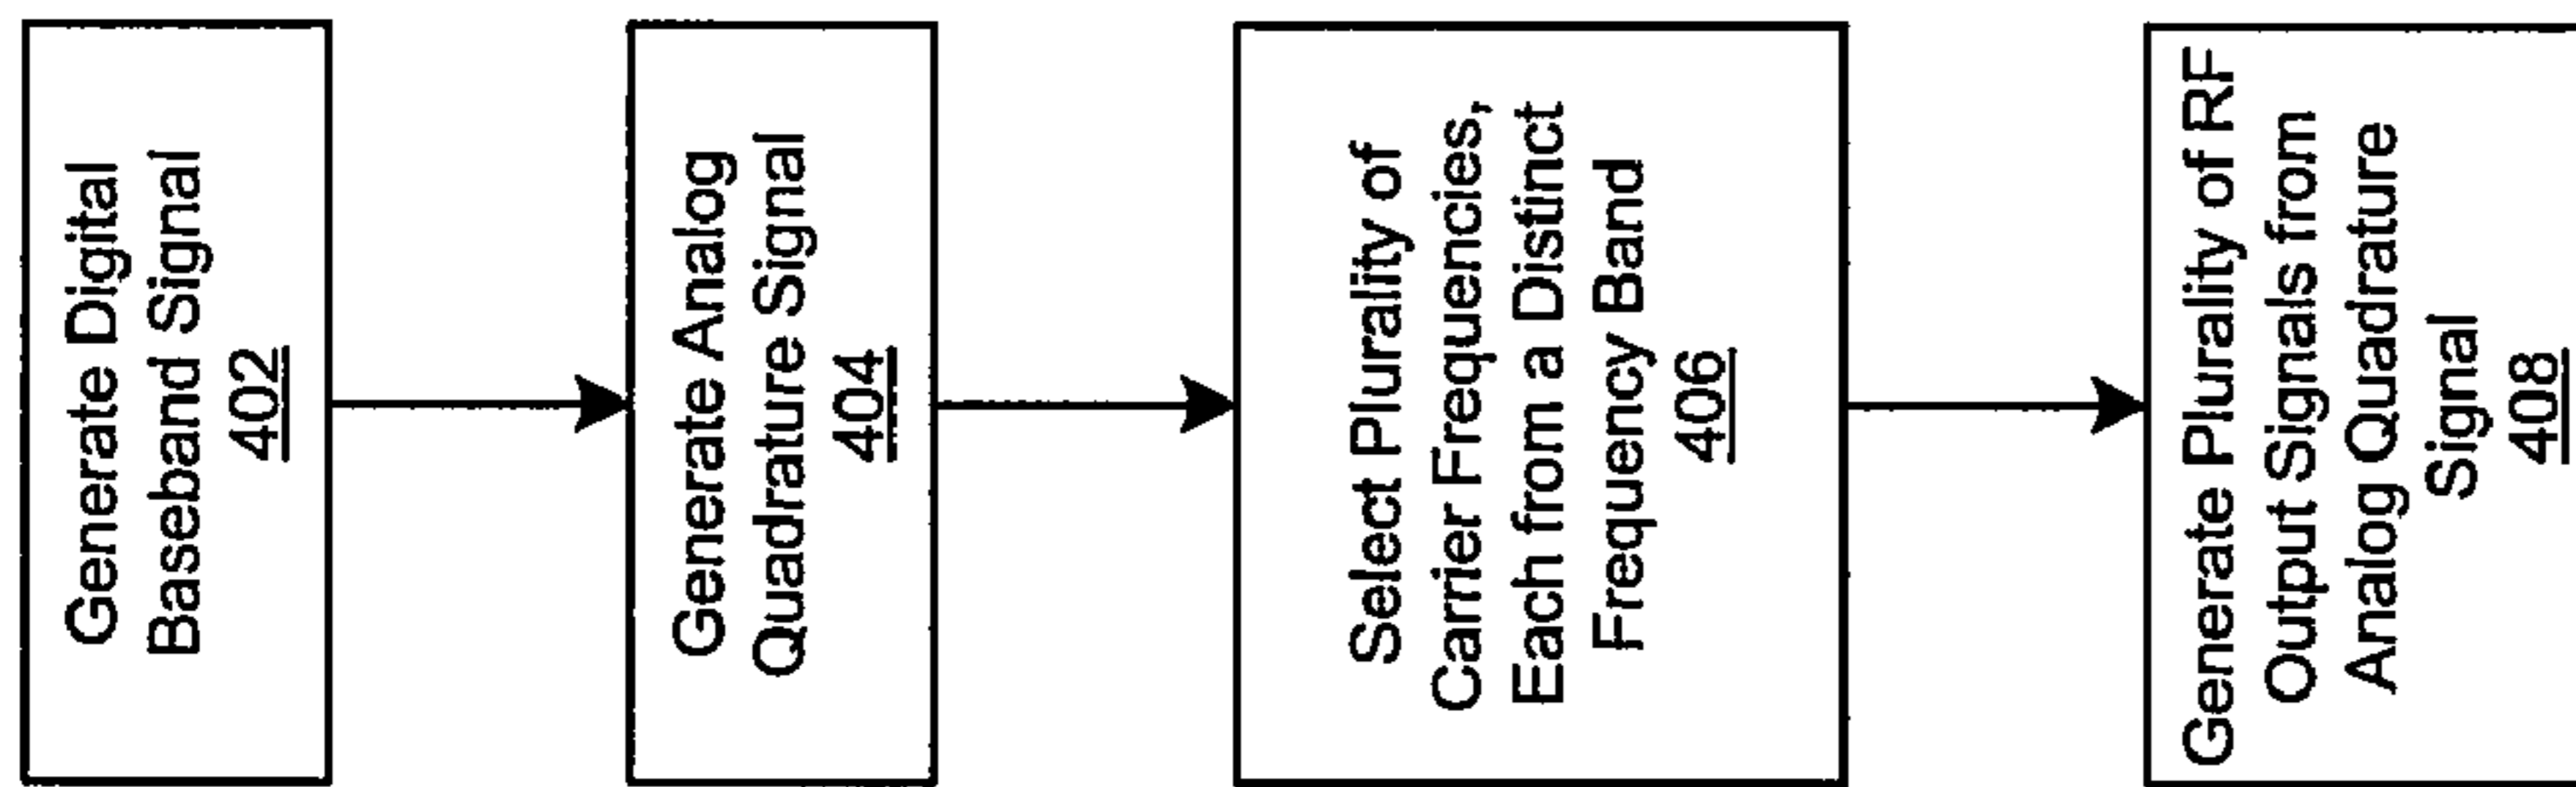 Generate Digital
Baseband Signal
402
Generate Analog
Quadrature Signal
404
Select Plurality of
Carrier Frequencies,
Each from a Distinct
Frequency Band
406
Generate Plurality of RF
Output Signals from
Analog Quadrature
Signal
408